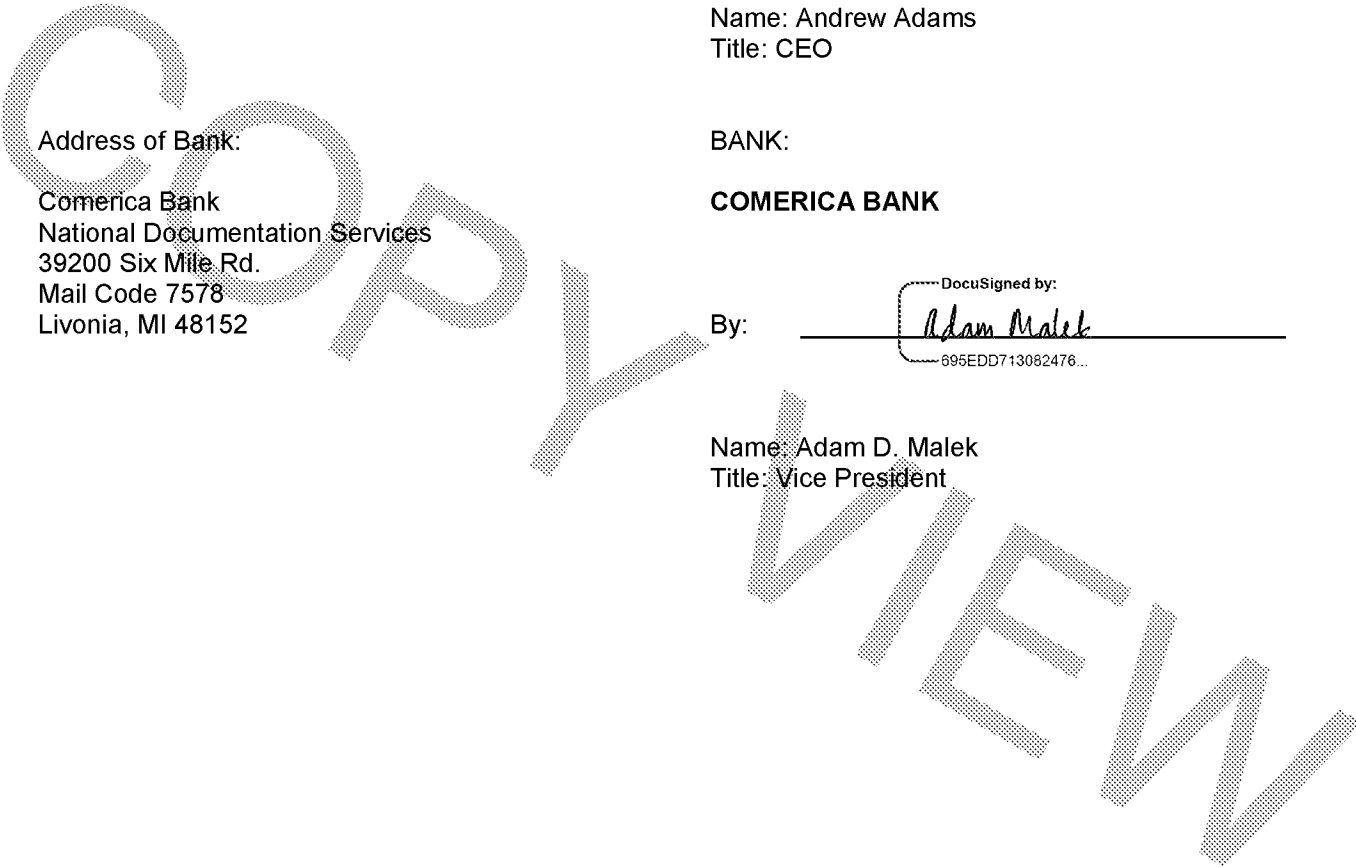 Name: Andrew Adams
Title: CEO
Address of Bank:
BANK:
Comerica Bank
National Documentation Services
39200 Six Mile Rd.
Mail Code 7578
Livonia, MI 48152
COMERICA BANK
DocuSigned by:
By:
Adam Malek
695EDD713082476...
Name: Adam D. Malek
Title: Vice President
COPY VIEW